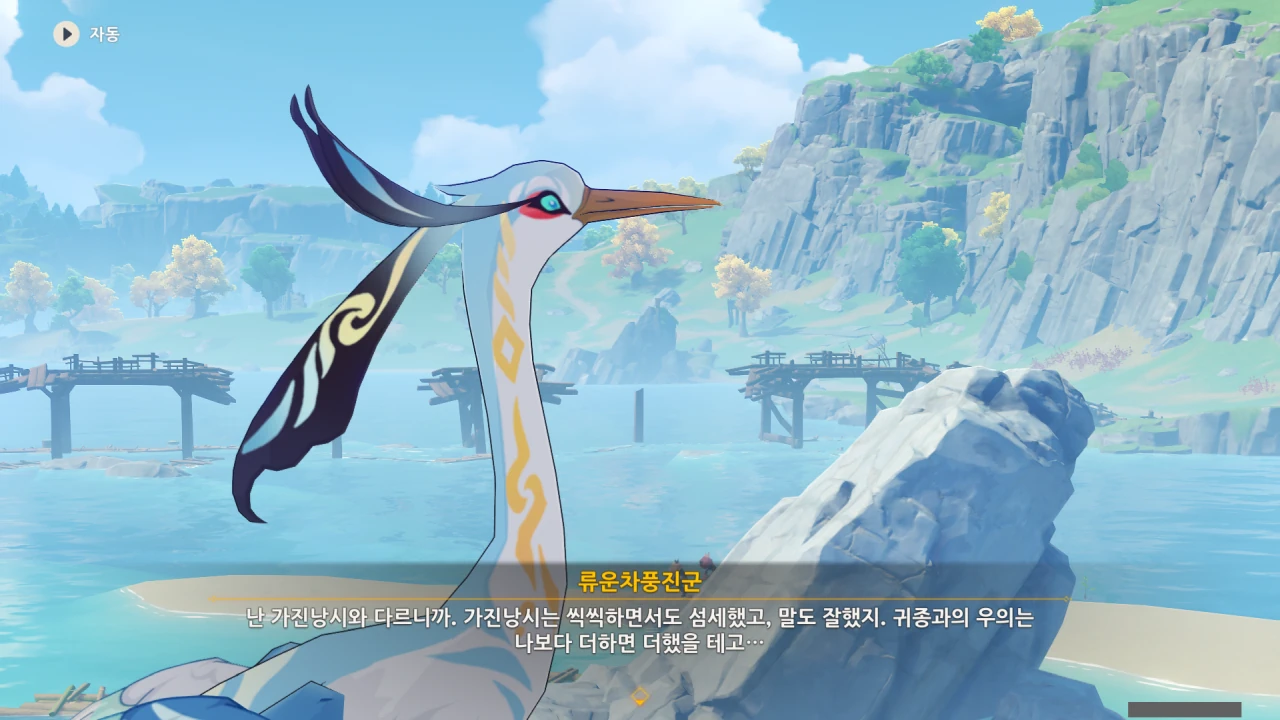 자동
류운차풍진군
난 가진낭시와 다르니까. 가진낭시는 씩씩하면서도 섬세했고, 말도 잘했지. 귀종과의 우의는
나보다 더하면 더했을 테고…